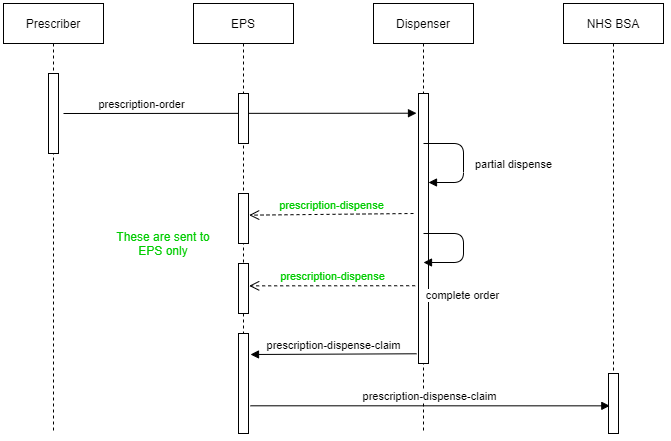 Prescriber
EPS
Dispenser
NHS BSA
prescription-order
partial dispense
prescription-dispense
These are sent to
EPS only
prescription-dispense
complete order
prescription-dispense-claim
prescription-dispense-claim